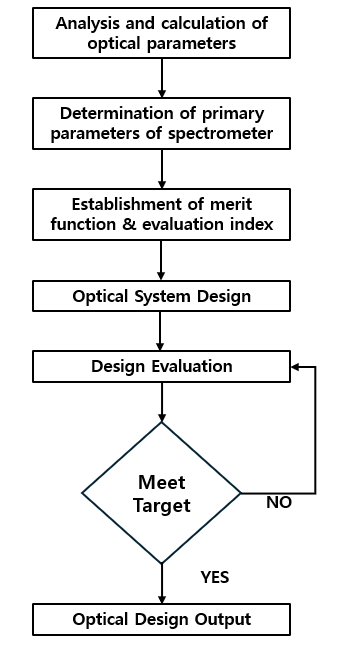 Analysis and calculation of
optical parameters
Determination of primary
parameters of spectrometer
Establishment of merit
function & evaluation index
Optical System Design
Design Evaluation
Meet
Target
NO
YES
Optical Design Output